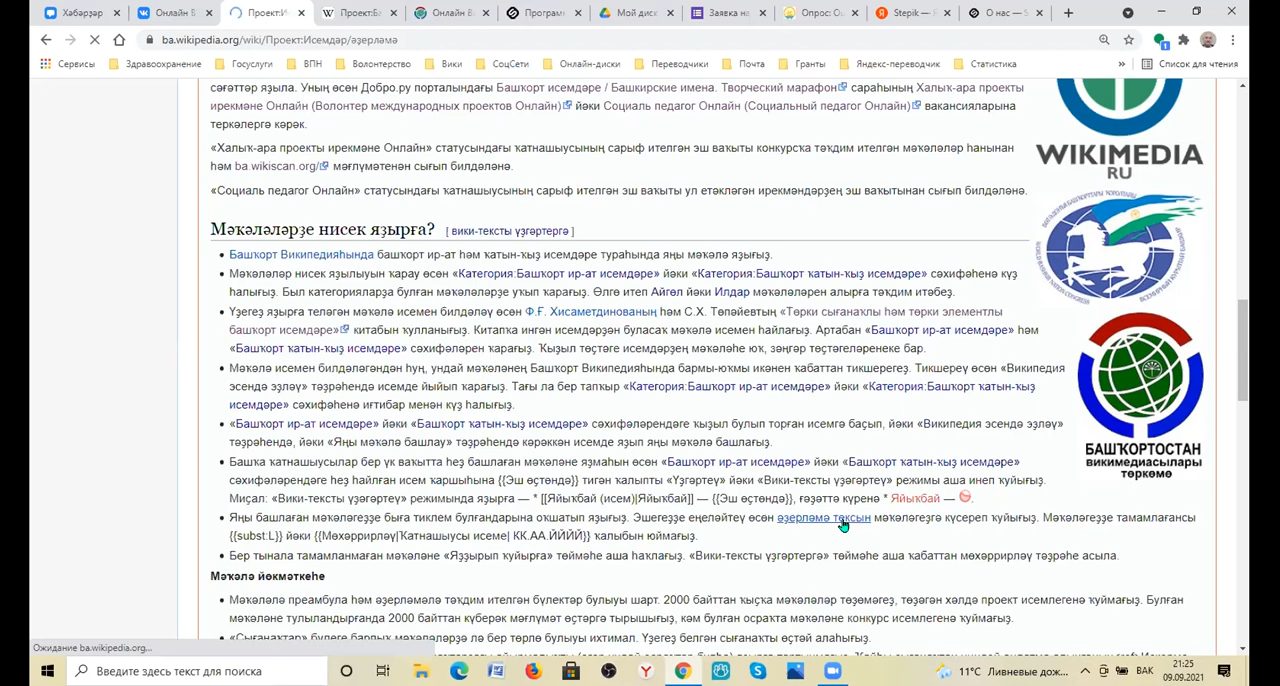 Хәбәрҙәр
Онлайн Б
Проект:И
Проект:Б
Онлайн В
Програм
Мой диск
Заявка на
Опрос: О
Stepik — Я
О нас — S
ba.wikipedia.org/wiki/Проект:Исемдәр/әҙерләмә
Сервисы Здравоохранение Госуслуги ВПН Волонтерство Вики СоцСети Онлайн-диски Переводчики Почта Гранты Яндекс-переводчик Статистика » Список для чтения
сәғәттәр яҙыла. Уның өсөн Добро.ру порталындағы Башҡорт исемдәре / Башкирские имена. Творческий марафон сараһының Халыҡ-ара проекты
ирекмәне Онлайн (Волонтер международных проектов Онлайн) йәки Социаль педагог Онлайн (Социальный педагог Онлайн) вакансияларына
теркәлергә кәрәк.
«Халыҡ-ара проекты ирекмәне Онлайн» статусындағы ҡатнашыусының сарыф ителгән эш ваҡыты конкурсҡа тәҡдим ителгән мәҡәләләр һанынан
һәм ba.wikiscan.org/ мәғлүмәтенән сығып билдәләнә.
«Социаль педагог Онлайн» статусындағы ҡатнашыусының сарыф ителгән эш ваҡыты ул етәкләгән ирекмәндәрҙең эш ваҡытынан сығып билдәләнә.
WIKIMEDIA
RU
Мәҡәләләрҙе нисек яҙырға? [ вики-тексты үҙгәртергә ]
Башҡорт Википедияһында башҡорт ир-ат һәм ҡатын-ҡыҙ исемдәре тураһында яңы мәҡәлә яҙығыҙ.
Мәҡәләләр нисек яҙылыуын ҡарау өсөн «Категория:Башҡорт ир-ат исемдәре» йәки «Категория:Башҡорт ҡатын-ҡыҙ исемдәре» сәхифәһенә күҙ
һалығыҙ. Был категорияларҙа булған мәҡәләләрҙе уҡып ҡарағыҙ. Өлгө итеп Айгөл йәки Илдар мәҡәләләрен алырға тәҡдим итәбеҙ.
Үҙегеҙ яҙырға теләгән мәҡәлә исемен билдәләү өсөн Ф.Ғ. Хисаметдинованың һәм С.Х. Төпәйевтың «Төрки сығанаҡлы һәм төрки элементлы
башҡорт исемдәре» китабын ҡулланығыҙ. Китапҡа ингән исемдәрҙән буласаҡ мәҡәлә исемен һайлағыҙ. Артабан «Башҡорт ир-ат исемдәре» һәм
«Башҡорт ҡатын-ҡыҙ исемдәре» сәхифәләрен ҡарағыҙ. Ҡыҙыл төҫтәге исемдәрҙең мәҡәләһе юҡ, зәңгәр төҫтәгеләренеке бар.
Мәҡәлә исемен билдәләгәндән һуң, ундай мәҡәләнең Башҡорт Википедияһында бармы-юҡмы икәнен ҡабаттан тикшерегеҙ. Тикшереү өсөн «Википедия
эсендә эҙләү» тәҙрәһендә исемде йыйып ҡарағыҙ. Тағы ла бер тапҡыр «Категория:Башҡорт ир-ат исемдәре» йәки «Категория:Башҡорт ҡатын-ҡыҙ
исемдәре» сәхифәһенә иғтибар менән күҙ һалығыҙ.
«Башҡорт ир-ат исемдәре» йәки «Башҡорт ҡатын-ҡыҙ исемдәре» сәхифәләрендәге ҡыҙыл булып торған исемгә баҫып, йәки «Википедия эсендә эҙләү»
тәҙрәһендә, йәки «Яңы мәҡәлә башлау» тәҙрәһендә кәрәккән исемде яҙып яңы мәҡәлә башлағыҙ.
Башҡа ҡатнашыусылар бер үк ваҡытта һеҙ башлаған мәҡәләне яҙмаһын өсөн «Башҡорт ир-ат исемдәре» йәки «Башҡорт ҡатын-ҡыҙ исемдәре»
сәхифәләрендәге һеҙ һайлаған исем ҡаршыһына {{Эш өҫтөндә}} тигән ҡалыпты «Үҙгәртеү» йәки «Вики-тексты үҙгәртеү» режимы аша инеп ҡуйығыҙ.
Миҫал: «Вики-тексты үҙгәртеү» режимында яҙырға — * [[Яйыҡбай (исем)|Яйыҡбай]] — {{Эш өҫтөндә}}, ғәҙәттә күренә * Яйыҡбай — .
Яңы башлаған мәҡәләгеҙҙе быға тиклем булғандарына оҡшатып яҙығыҙ. Эшегеҙҙе еңеләйтеү өсөн әҙерләмә тексын мәҡәләгеҙгә күсереп ҡуйығыҙ. Мәҡәләгеҙҙе тамамлағансы
{{subst:L}} йәки {{Мөхәррирләү|Ҡатнашыусы исеме| КК.АА.ЙЙЙЙ}} ҡалыбын юймағыҙ.
Бер тынала тамамланмаған мәҡәләне «Яҙҙырып ҡуйырға» төймәһе аша һаҡлағыҙ. «Вики-тексты үҙгәртергә» төймәһе аша ҡабаттан мөхәррирләү тәҙрәһе асыла.
БАШҠОРТОСТАН
ВИКИМЕДИАСЫЛАРЫ
ТӨРКӨМӨ
Мәҡәлә йөкмәткеһе
Мәҡәләлә преамбула һәм әҙерләмәлә тәҡдим ителгән бүлектәр булыуы шарт. 2000 байттан ҡыҫҡа мәҡәләләр төҙөмәгеҙ, төҙөгән хәлдә проект исемлегенә ҡуймағыҙ. Булған
мәҡәләне тулыландырғанда 2000 байттан күберәк мәғлүмәт өҫтәргә тырышығыҙ, кәм булған осраҡта мәҡәләне конкурс исемлегенә ҡуймағыҙ.
«Сығанаҡтар» бүлеге барлыҡ мәҡәләләрҙә лә бер төрлө булыуы ихтимал. Үҙегеҙ белгән сығанаҡты өҫтәй алаһығыҙ.
Ожидание ba.wikipedia.org...
Введите здесь текст для поиска
11°C Ливневые дож... ВАК
21:25
09.09.2021